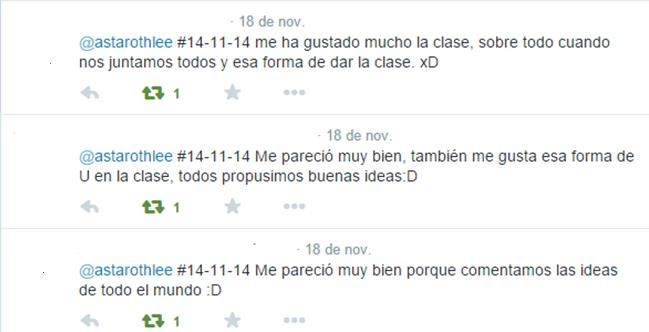 · 18 de nov.
@astarothlee #14-11-14 me ha gustado mucho la clase, sobre todo cuando
nos juntamos todos y esa forma de dar la clase. xD
1
· 18 de nov.
@astarothlee #14-11-14 Me pareció muy bien, también me gusta esa forma de
U en la clase, todos propusimos buenas ideas:D
1
· 18 de nov.
@astarothlee #14-11-14 Me pareció muy bien porque comentamos las ideas
de todo el mundo :D
1